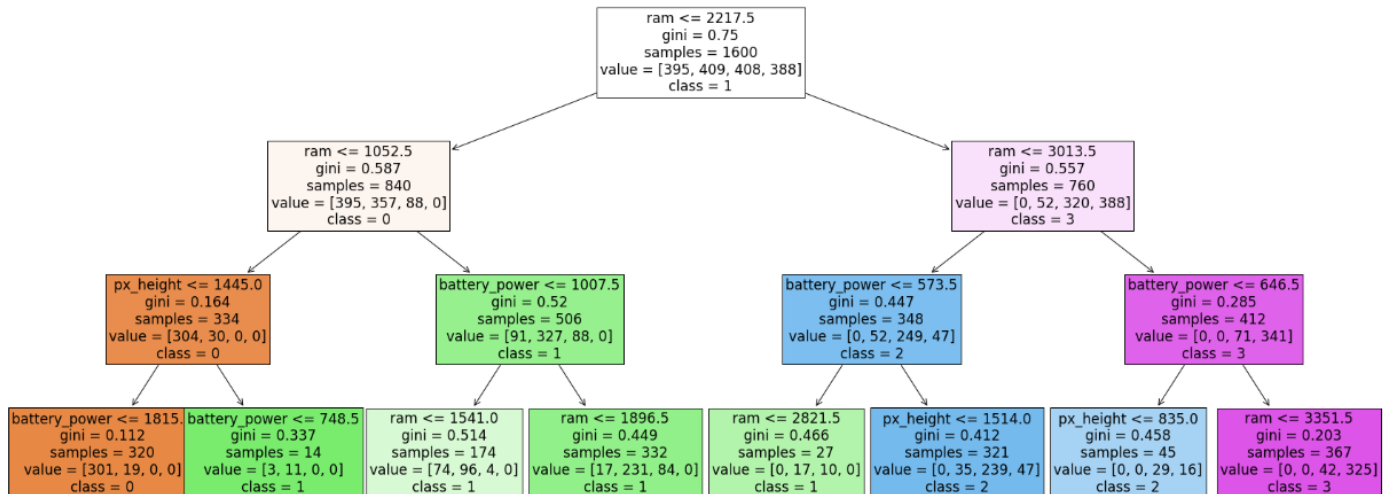 ram <= 2217.5
gini = 0.75
samples = 1600
value = [395, 409, 408, 388]
class = 1
ram <= 1052.5
gini = 0.587
samples = 840
value = [395, 357, 88, 0]
class = 0
ram <= 3013.5
gini = 0.557
samples = 760
value = [0, 52, 320, 388]
class = 3
px_height <= 1445.0
gini = 0.164
samples = 334
value = [304, 30, 0, 0]
class = 0
battery_power <= 1007.5
gini = 0.52
samples = 506
value = [91, 327, 88, 0]
class = 1
battery_power <= 573.5
gini = 0.447
samples = 348
value = [0, 52, 249, 47]
class = 2
battery_power <= 646.5
gini = 0.285
samples = 412
value = [0, 0, 71, 341]
class = 3
battery_power <= 1815.
gini = 0.112
samples = 320
value = [301, 19, 0, 0]
class = 0
battery_power <= 748.5
gini = 0.337
samples = 14
value = [3, 11, 0, 0]
class = 1
ram <= 1541.0
gini = 0.514
samples = 174
value = [74, 96, 4, 0]
class = 1
ram <= 1896.5
gini = 0.449
samples = 332
value = [17, 231, 84, 0]
class = 1
ram <= 2821.5
gini = 0.466
samples = 27
value = [0, 17, 10, 0]
class = 1
px_height <= 1514.0
gini = 0.412
samples = 321
value = [0, 35, 239, 47]
class = 2
px_height <= 835.0
gini = 0.458
samples = 45
value = [0, 0, 29, 16]
class = 2
ram <= 3351.5
gini = 0.203
samples = 367
value = [0, 0, 42, 325]
class = 3